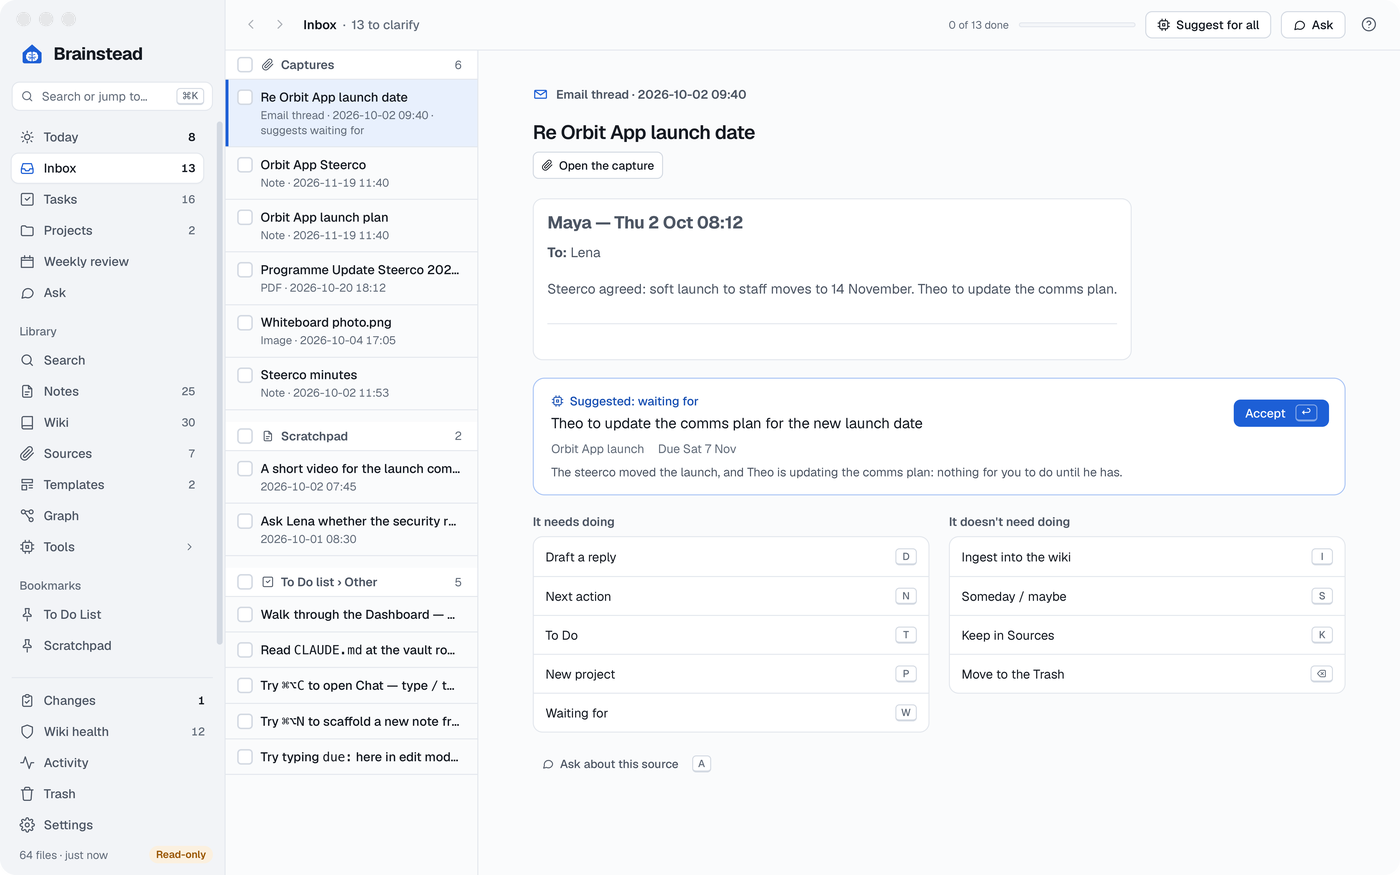 Brainstead
Search or jump to... ⌘K
Today 8
Inbox 13
Tasks 16
Projects 2
Weekly review
Ask
Library
Search
Notes 25
Wiki 30
Sources 7
Templates 2
Graph
Tools
Bookmarks
To Do List
Scratchpad
Changes 1
Wiki health 12
Activity
Trash
Settings
64 files · just now Read-only
Inbox · 13 to clarify
0 of 13 done
Suggest for all
Ask
Captures 6
Re Orbit App launch date
Email thread · 2026-10-02 09:40 ·
suggests waiting for
Orbit App Steerco
Note · 2026-11-19 11:40
Orbit App launch plan
Note · 2026-11-19 11:40
Programme Update Steerco 202...
PDF · 2026-10-20 18:12
Whiteboard photo.png
Image · 2026-10-04 17:05
Steerco minutes
Note · 2026-10-02 11:53
Scratchpad 2
A short video for the launch com...
2026-10-02 07:45
Ask Lena whether the security r...
2026-10-01 08:30
To Do list › Other 5
Walk through the Dashboard — ...
Read CLAUDE.md at the vault ro...
Try ⌘⌥C to open Chat — type / t...
Try ⌘⌥N to scaffold a new note fr...
Try typing due: here in edit mod...
Email thread · 2026-10-02 09:40
Re Orbit App launch date
Open the capture
Maya — Thu 2 Oct 08:12
To: Lena
Steerco agreed: soft launch to staff moves to 14 November. Theo to update the comms plan.
Suggested: waiting for
Theo to update the comms plan for the new launch date
Orbit App launch Due Sat 7 Nov
The steerco moved the launch, and Theo is updating the comms plan: nothing for you to do until he has.
Accept
It needs doing
Draft a reply D
Next action N
To Do T
New project P
Waiting for W
It doesn't need doing
Ingest into the wiki I
Someday / maybe S
Keep in Sources K
Move to the Trash ⌫
Ask about this source A